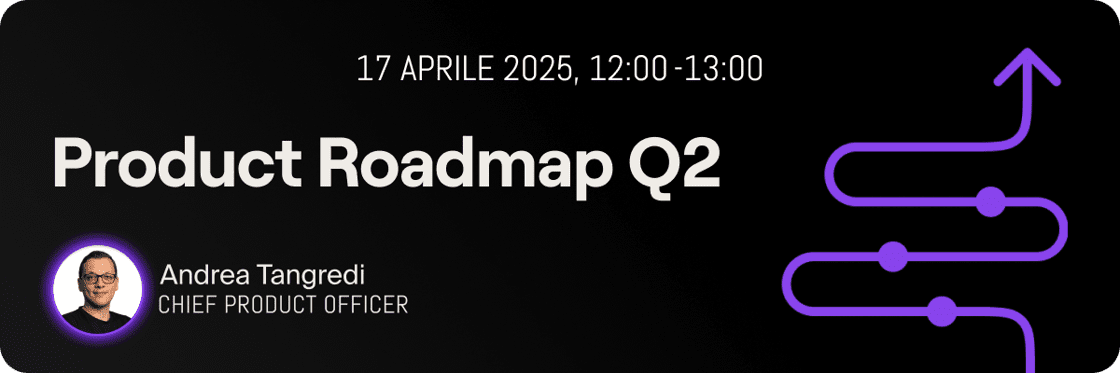 17 APRILE 2025, 12:00 -13:00
Product Roadmap Q2
Andrea Tangredi
CHIEF PRODUCT OFFICER